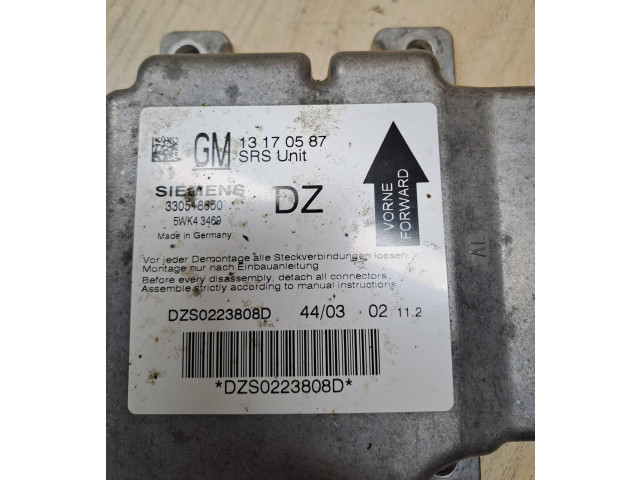 GM 13 17 05 87
SRS Unit
SIEMENS
DZ
330518650
5WK4 3469
Made in Germany
VORNE
FORWARD
Vor jeder Demontage alle Steckverbindungen loesen.
Montage nur nach Einbauanleitung
Before every disassembly, detach all connectors.
Assemble strictly according to manual instructions.
DZS0223808D 44/03 02 11.2
*DZS0223808D*